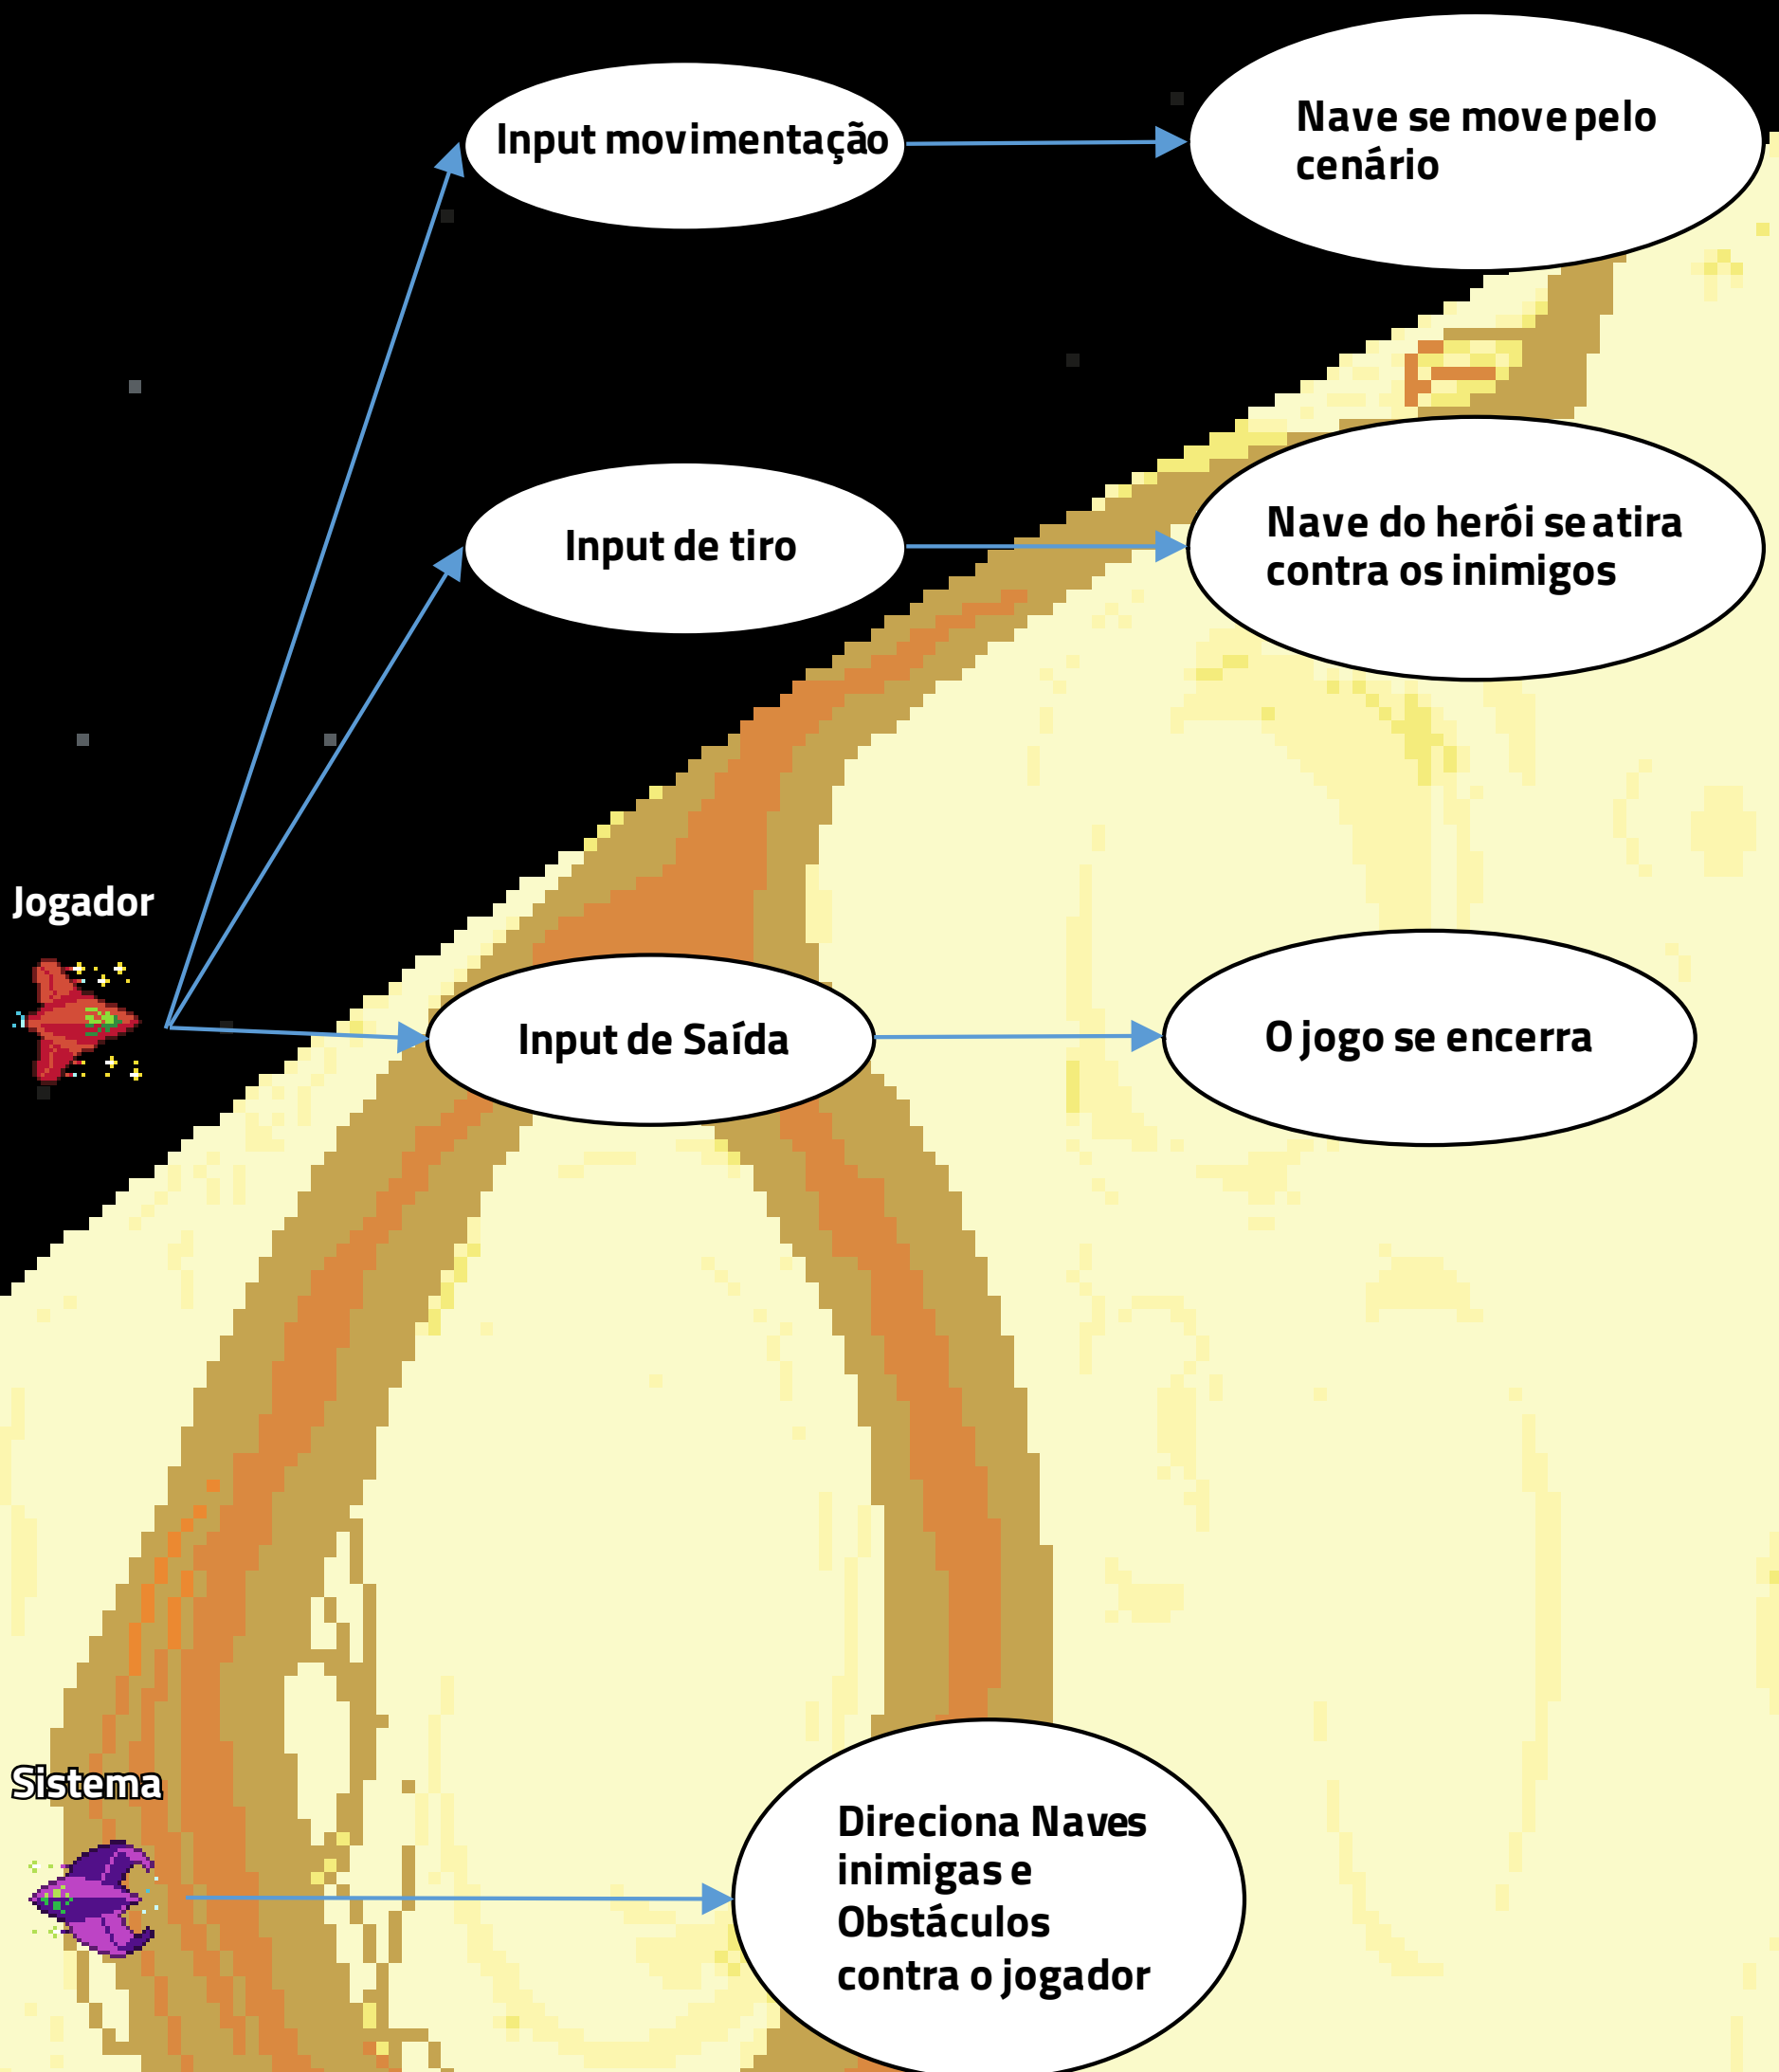 Input movimentação
Nave se move pelo
cenário
Input de tiro
Nave do herói se atira
contra os inimigos
Jogador
Input de Saída
O jogo se encerra
Sistema
Direciona Naves
inimigas e
Obstáculos
contra o jogador